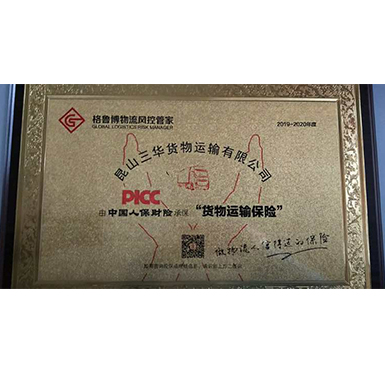 格鲁博物流风控管家
GLOBAL LOGISTICS RISK MANAGER
2019-2020年度
昆山三华货物运输有限公司
PICC
由中国人保财险承保 “货物运输保险”
做物流人信得过的保险